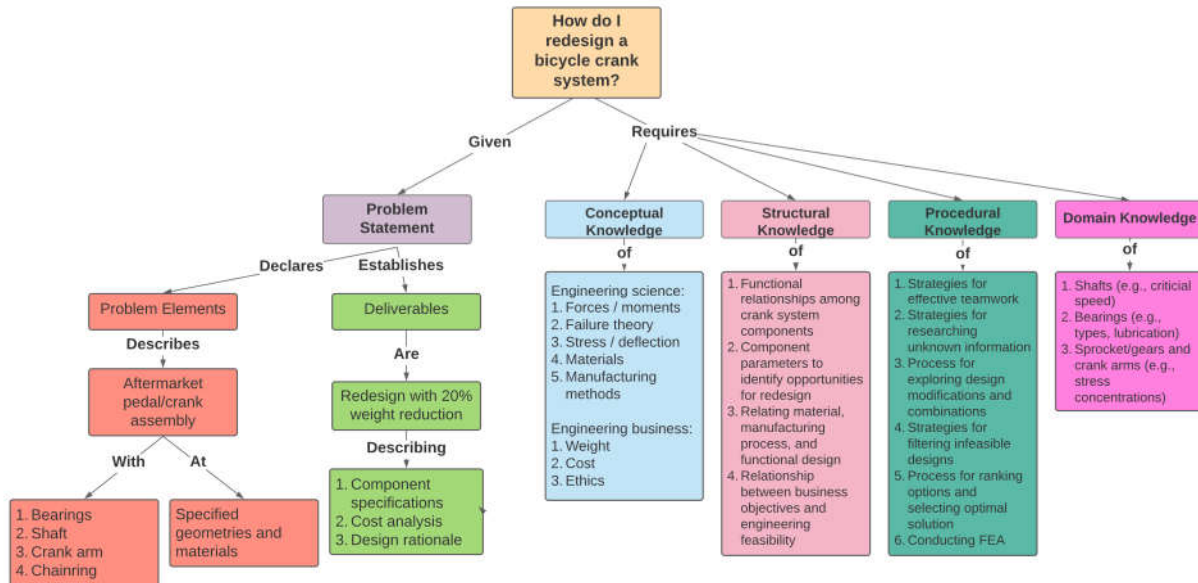 How do I
redesign a
bicycle crank
system?
Given
Requires
Problem
Statement
Conceptual
Knowledge
Structural
Knowledge
Procedural
Knowledge
Domain Knowledge
Declares
Establishes
of
of
of
of
Problem Elements
Deliverables
Describes
Are
Aftermarket
pedal/crank
assembly
Redesign with 20%
weight reduction
With
At
Describing
1. Bearings
2. Shaft
3. Crank arm
4. Chainring
Specified
geometries and
materials
1. Component
specifications
2. Cost analysis
3. Design rationale
Engineering science:
1. Forces / moments
2. Failure theory
3. Stress / deflection
4. Materials
5. Manufacturing
methods
Engineering business:
1. Weight
2. Cost
3. Ethics
1. Functional
relationships among
crank system
components
2. Component
parameters to
identify opportunities
for redesign
3. Relating material,
manufacturing
process, and
functional design
4. Relationship
between business
objectives and
engineering
feasibility
1. Strategies for
effective teamwork
2. Strategies for
researching
unknown information
3. Process for
exploring design
modifications and
combinations
4. Strategies for
filtering infeasible
designs
5. Process for ranking
options and
selecting optimal
solution
6. Conducting FEA
1. Shafts (e.g., criticial
speed)
2. Bearings (e.g.,
types, lubrication)
3. Sprocket/gears and
crank arms (e.g.,
stress
concentrations)